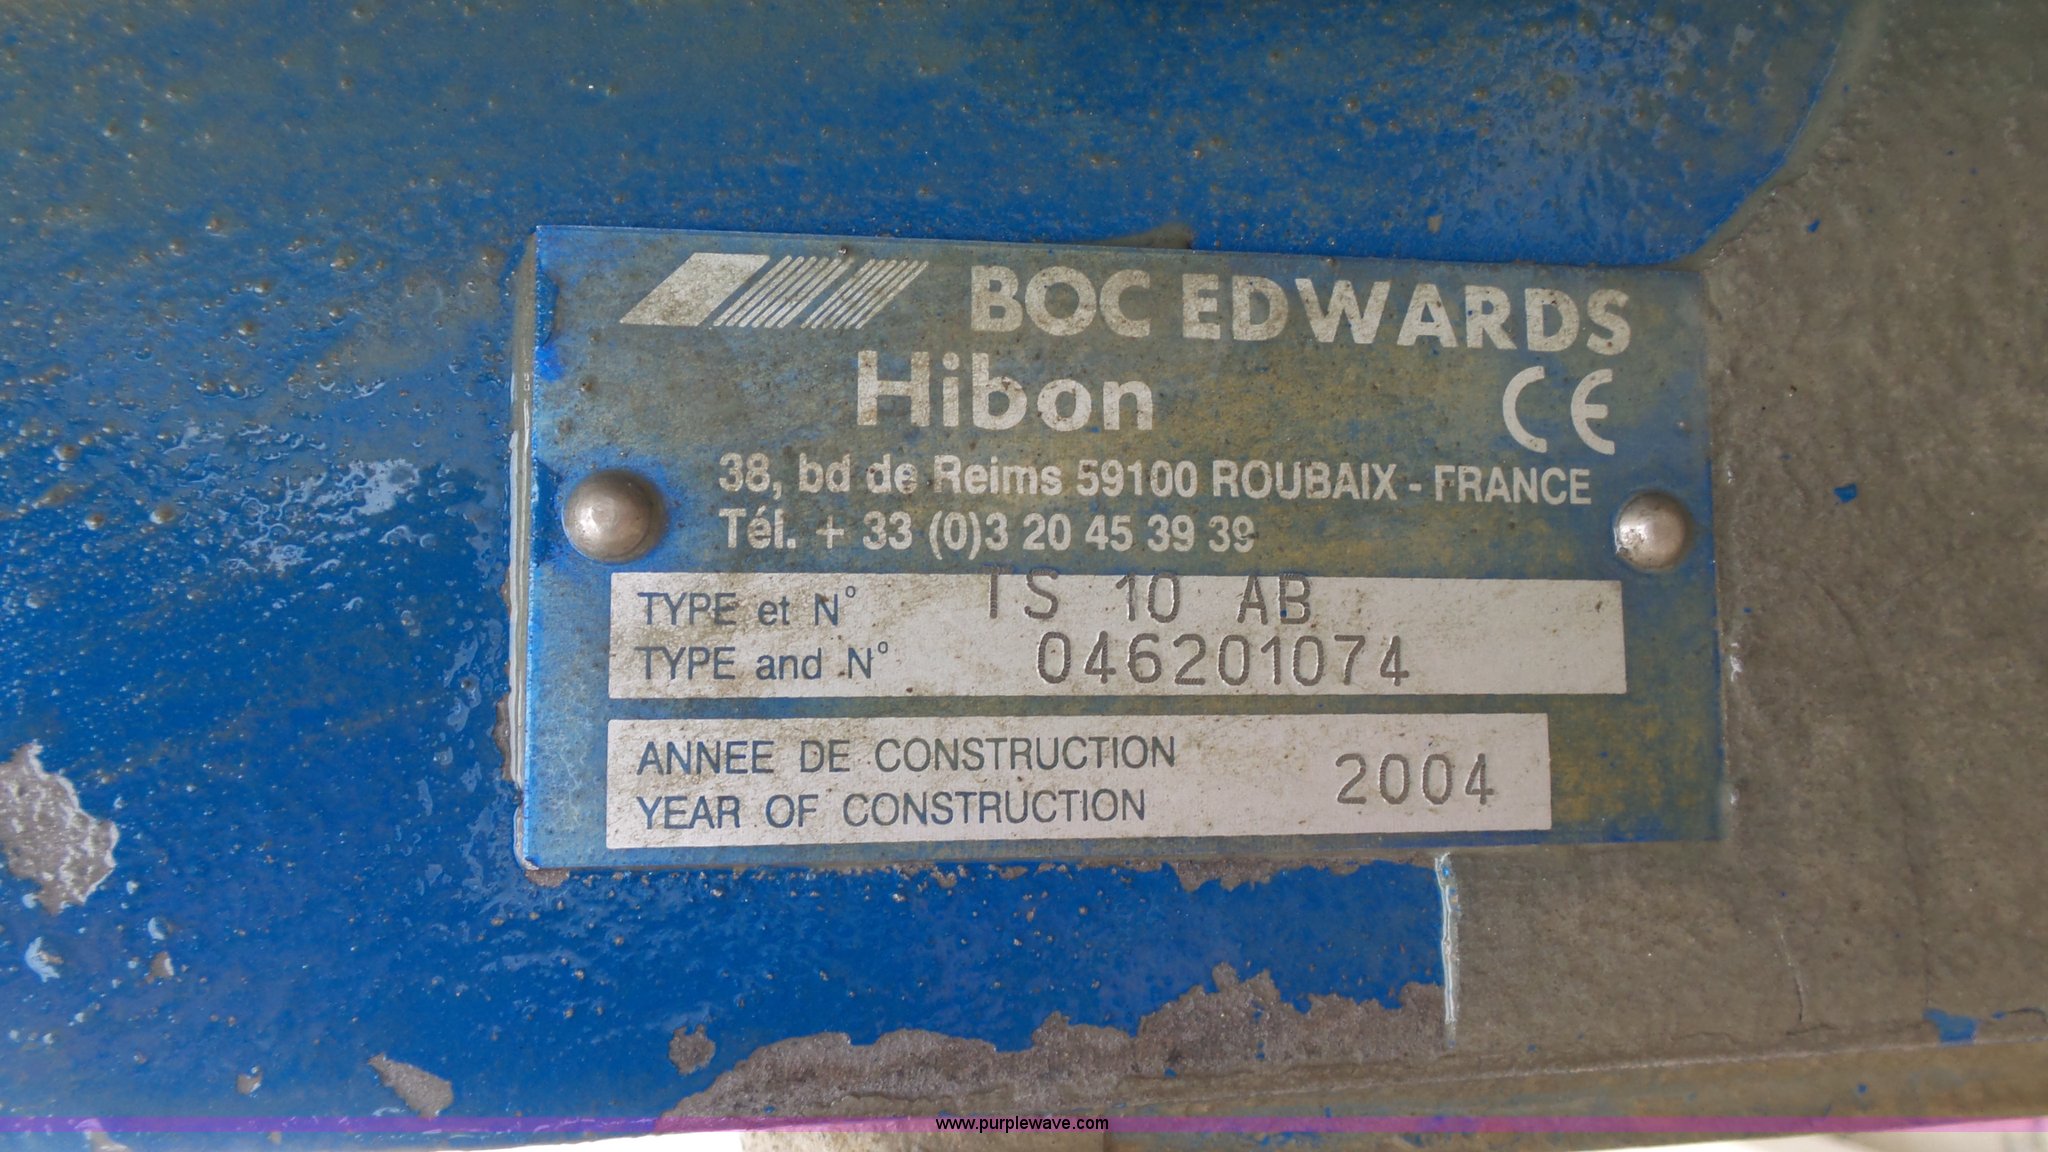 BOC EDWARDS
Hibon CE
38, bd de Reims 59100 ROUBAIX - FRANCE
Tél. + 33 (0)3 20 45 39 39
TYPE et N° TS 10 AB
TYPE and N° 046201074
ANNEE DE CONSTRUCTION
YEAR OF CONSTRUCTION 2004
www.purplewave.com